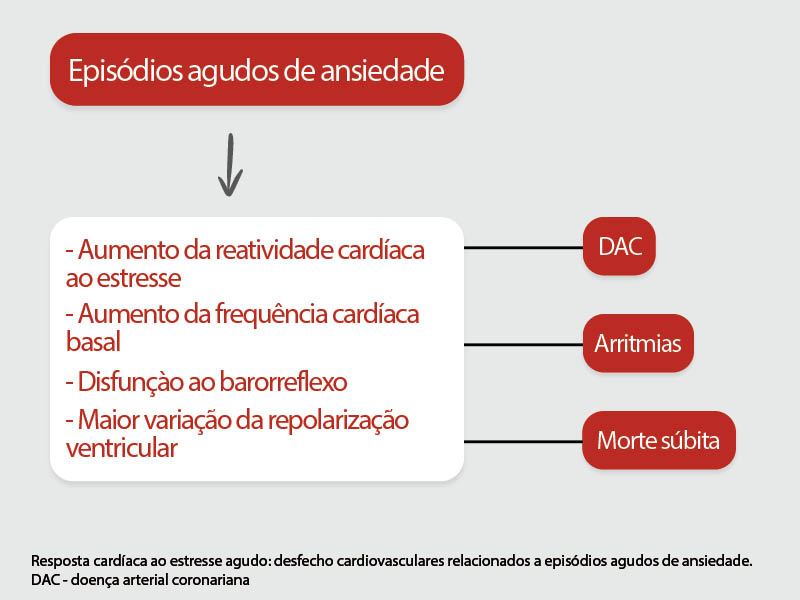 Episódios agudos de ansiedade
- Aumento da reatividade cardíaca
ao estresse
- Aumento da frequência cardíaca
basal
- Disfunçào ao barorreflexo
- Maior variação da repolarização
ventricular
DAC
Arritmias
Morte súbita
Resposta cardíaca ao estresse agudo: desfecho cardiovasculares relacionados a episódios agudos de ansiedade.
DAC - doença arterial coronariana